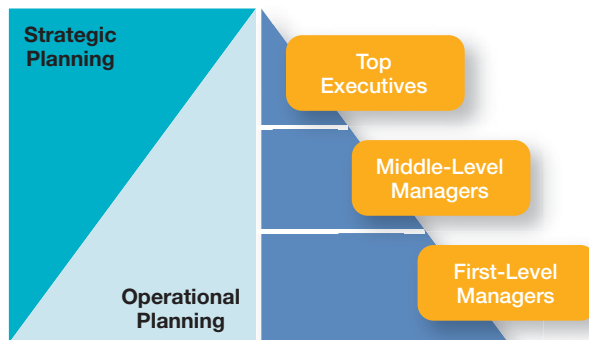 Strategic
Planning
Top
Executives
Middle-Level
Managers
First-Level
Managers
Operational
Planning